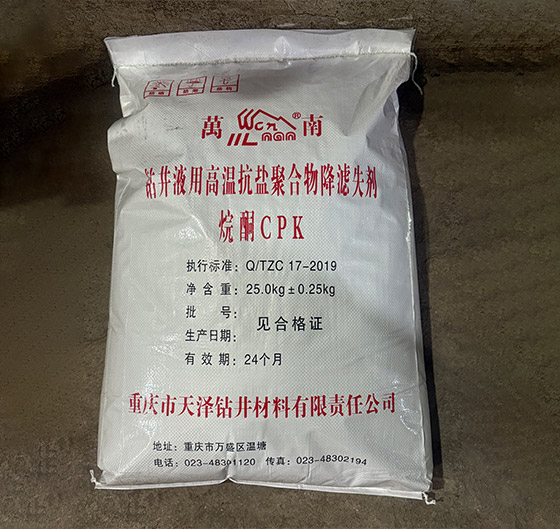 萬 ® 南
钻井液用高温抗盐聚合物降滤失剂
烷酮CPK
执行标准: Q/TZC 17-2019
净 含 重: 25.0kg±0.25kg
批 号:
见合格证
生产日期:
有 效 期: 24个月
重庆市天泽钻井材料有限责任公司
地址: 重庆市万盛区温塘
电话: 023-48301120 传真: 023-48302194